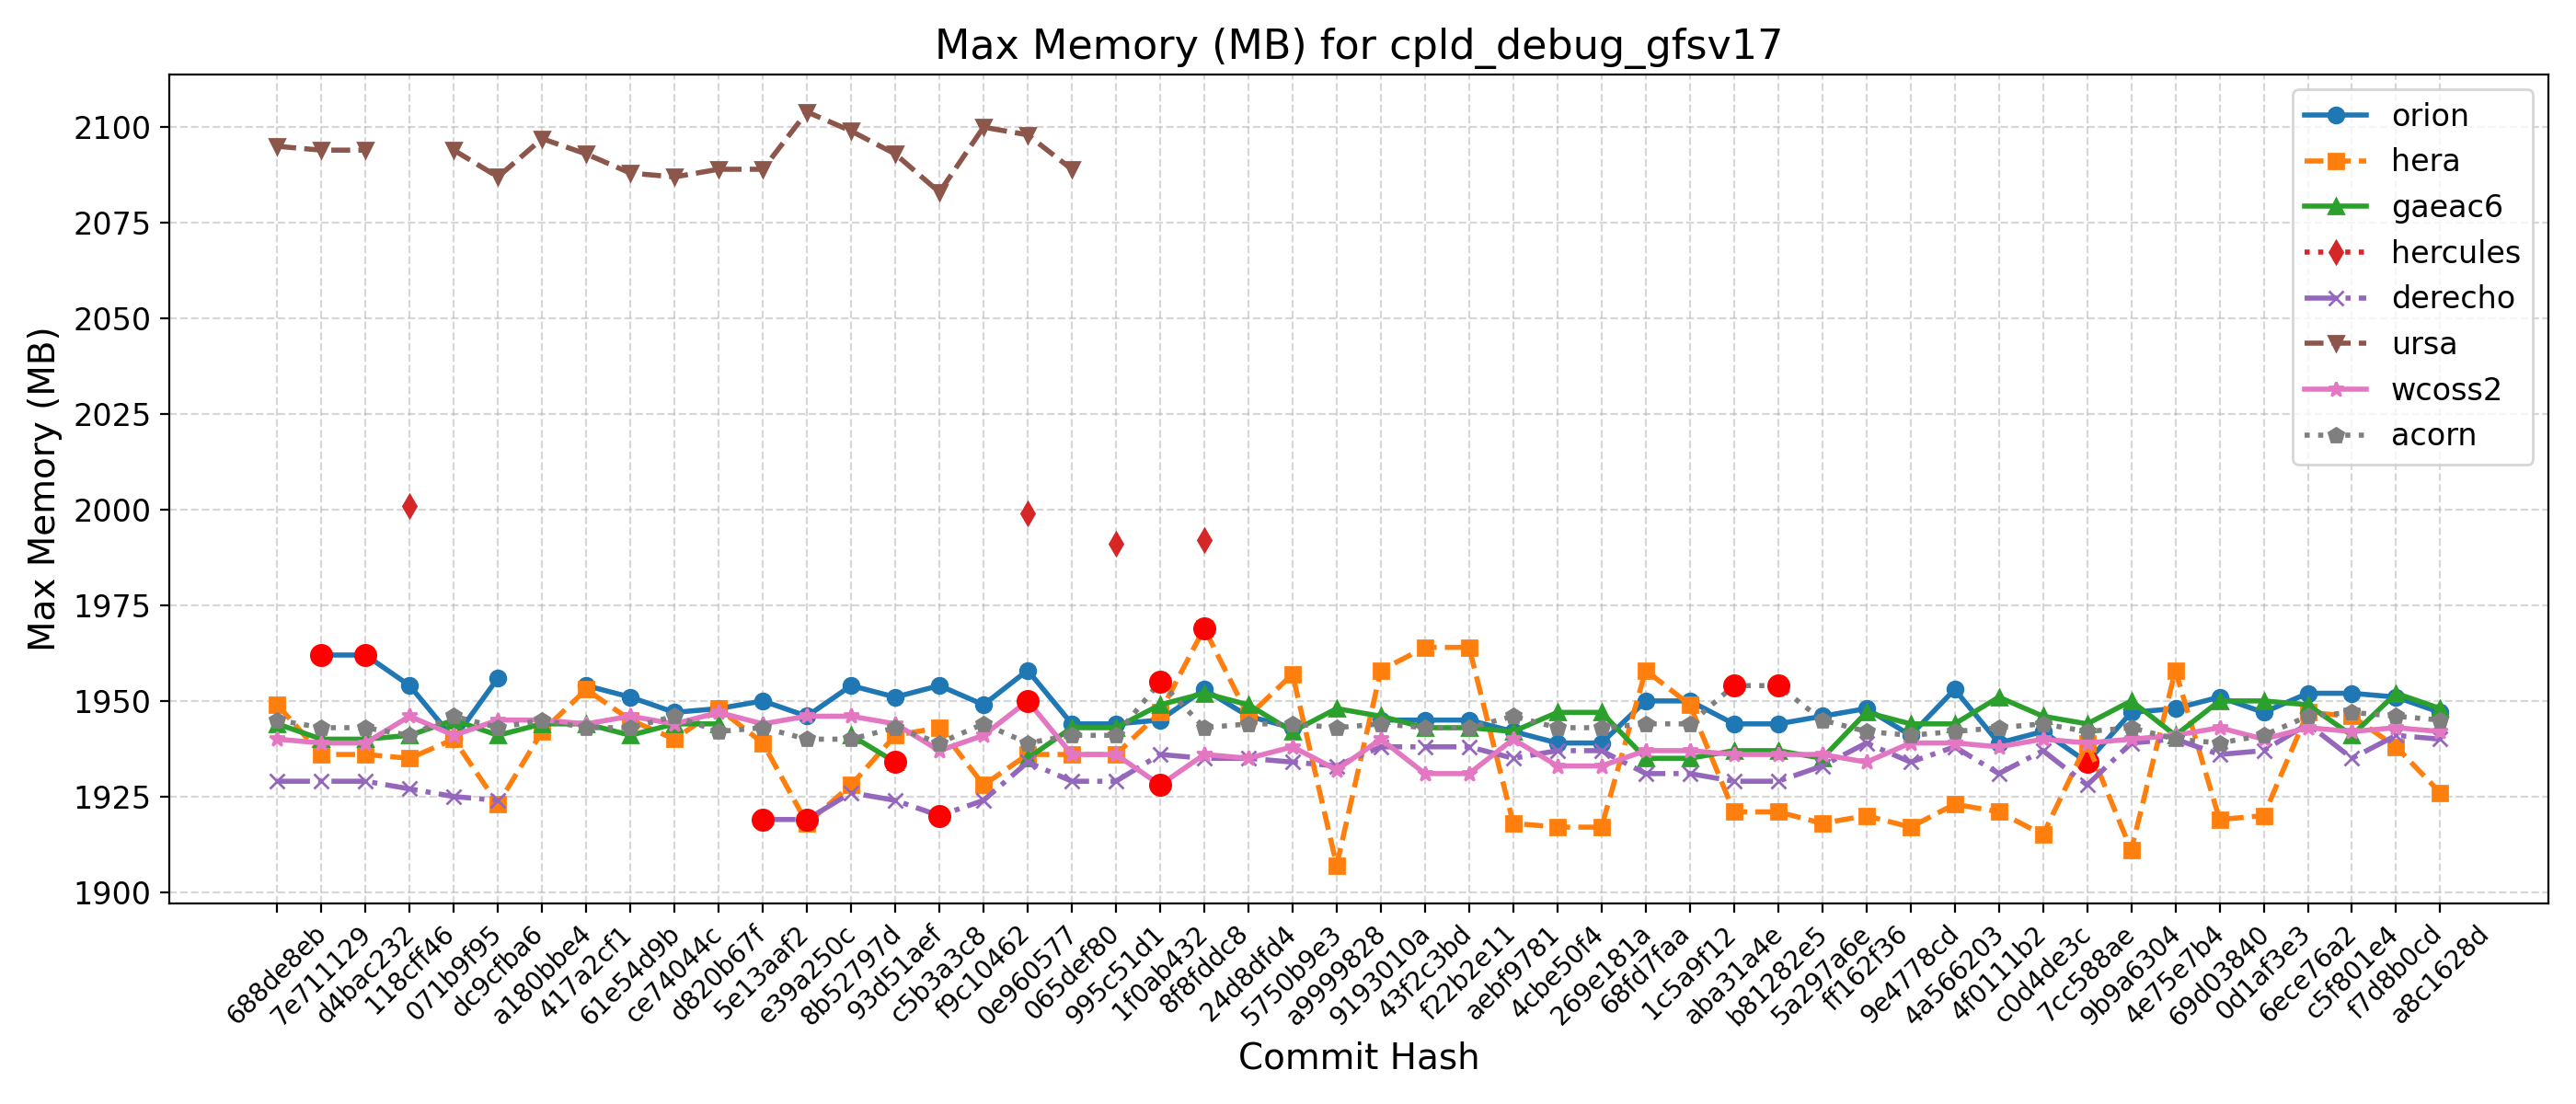 Max Memory (MB) for cpld_debug_gfsv17
Max Memory (MB)
2100
2075
2050
2025
2000
1975
1950
1925
1900
orion
hera
gaeac6
hercules
derecho
ursa
wcoss2
acorn
688de8eb
7e711129
d4bac232
118cff46
071b9f95
dc9cfba6
a180bbe4
417a2cf1
61e54d9b
ce74044c
d820b67f
5e13aaf2
e39a250c
8b52797d
93d51aef
c5b3a3c8
f9c10462
0e960577
065def80
995c51d1
1f0ab432
8f8fddc8
24d8dfd4
5750b9e3
a9999828
9193010a
43f2c3bd
f22b2e11
aebf9781
4cbe50f4
269e181a
68fd7faa
1c5a9f12
aba31a4e
b81282e5
5a297a6e
ff162f36
9e4778cd
4a566203
4f0111b2
c0d4de3c
7cc588ae
9b9a6304
4e75e7b4
69d03840
0d1af3e3
6ece76a2
c5f801e4
f7d8b0cd
a8c1628d
Commit Hash